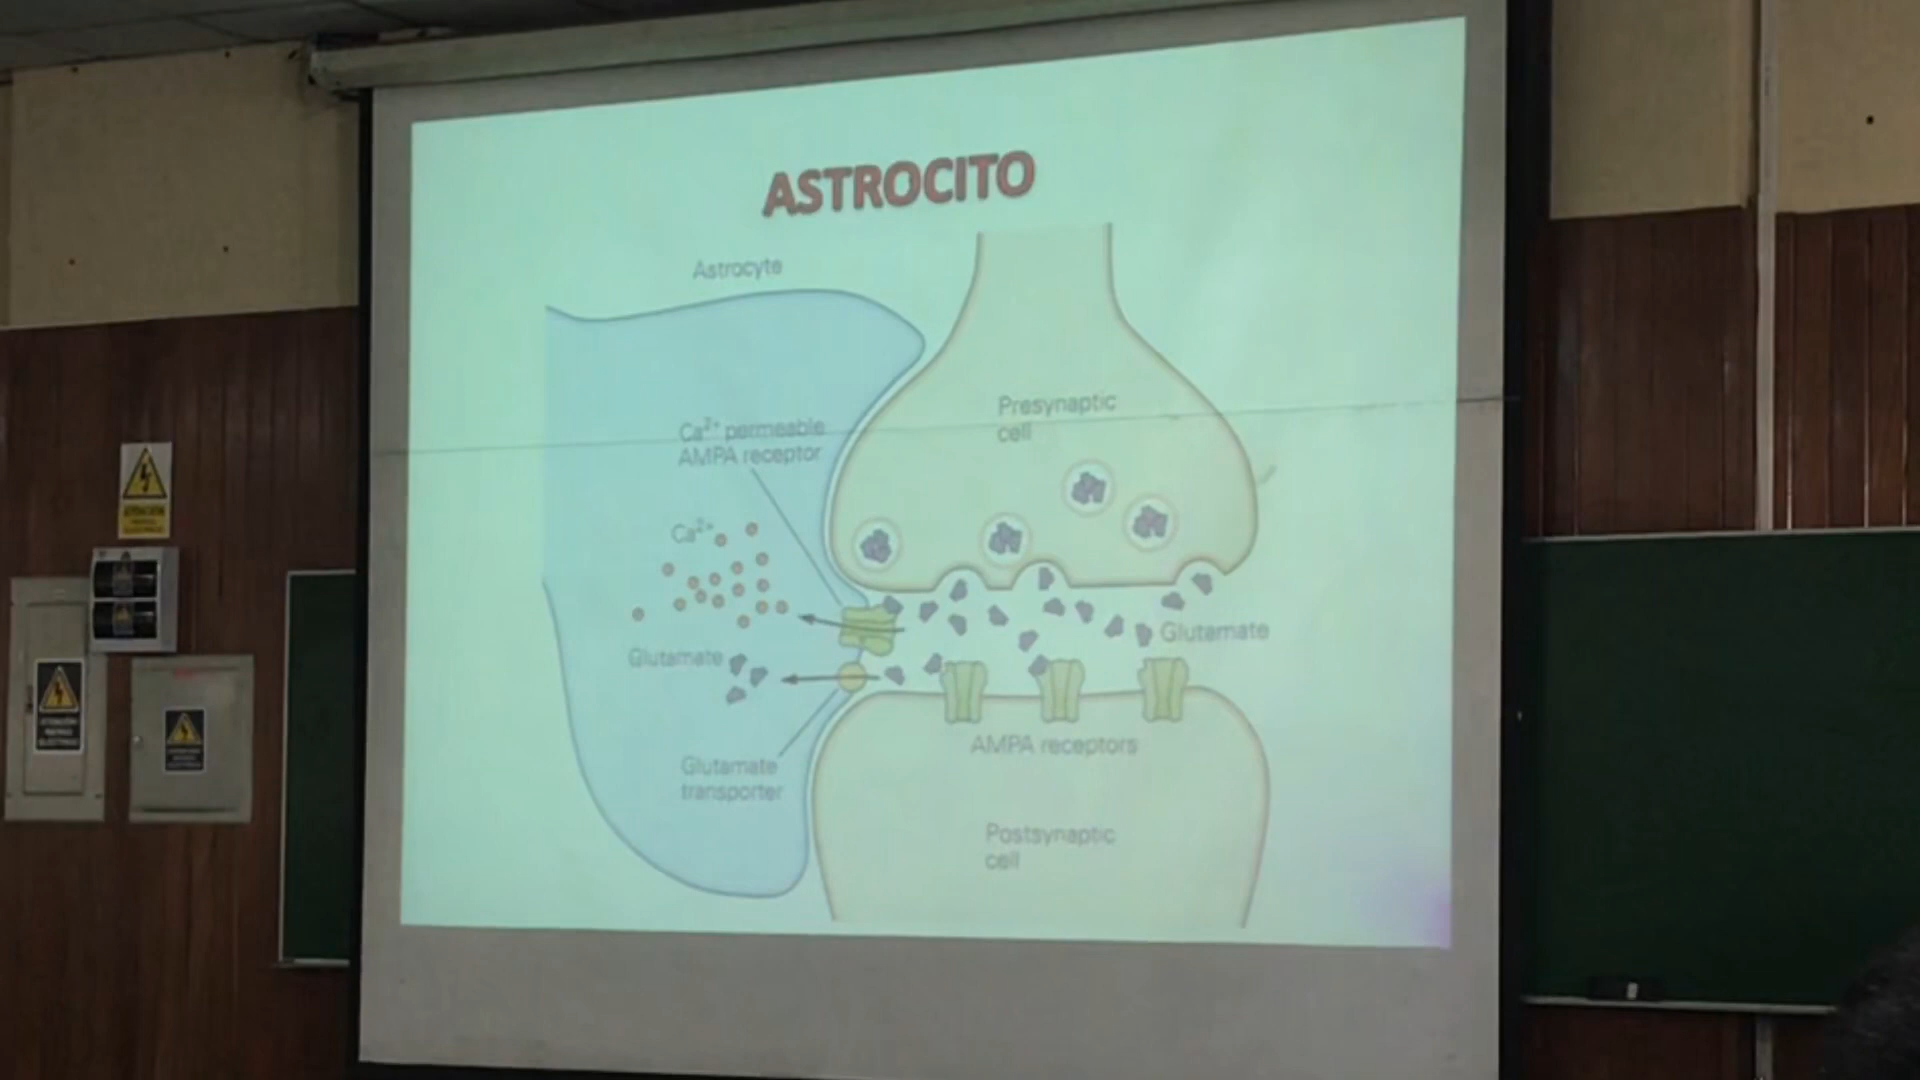 ASTROCITO
Astrocyte
Presynaptic
cell
Ca²⁺ permeable
AMPA receptor
Ca²⁺
Glutamate
Glutamate
AMPA receptors
Glutamate
transporter
Postsynaptic
cell